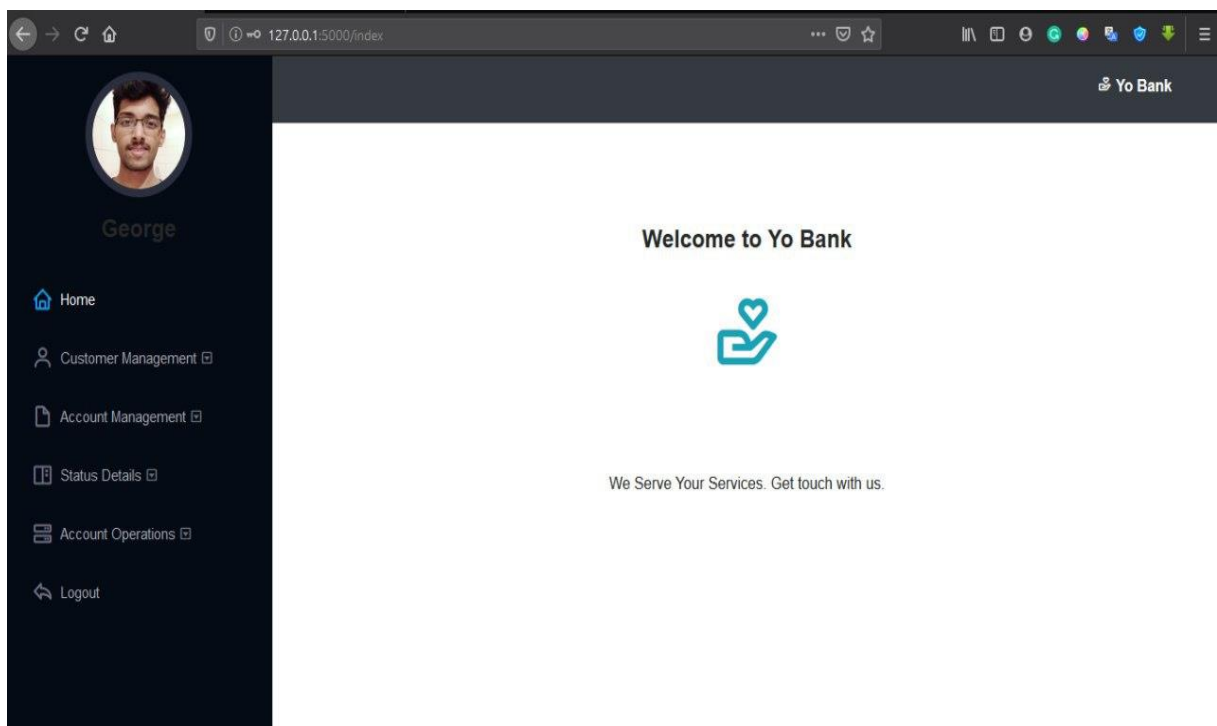 127.0.0.1:5000/index
Yo Bank
George
Home
Customer Management
Account Management
Status Details
Account Operations
Logout
Welcome to Yo Bank
We Serve Your Services. Get touch with us.